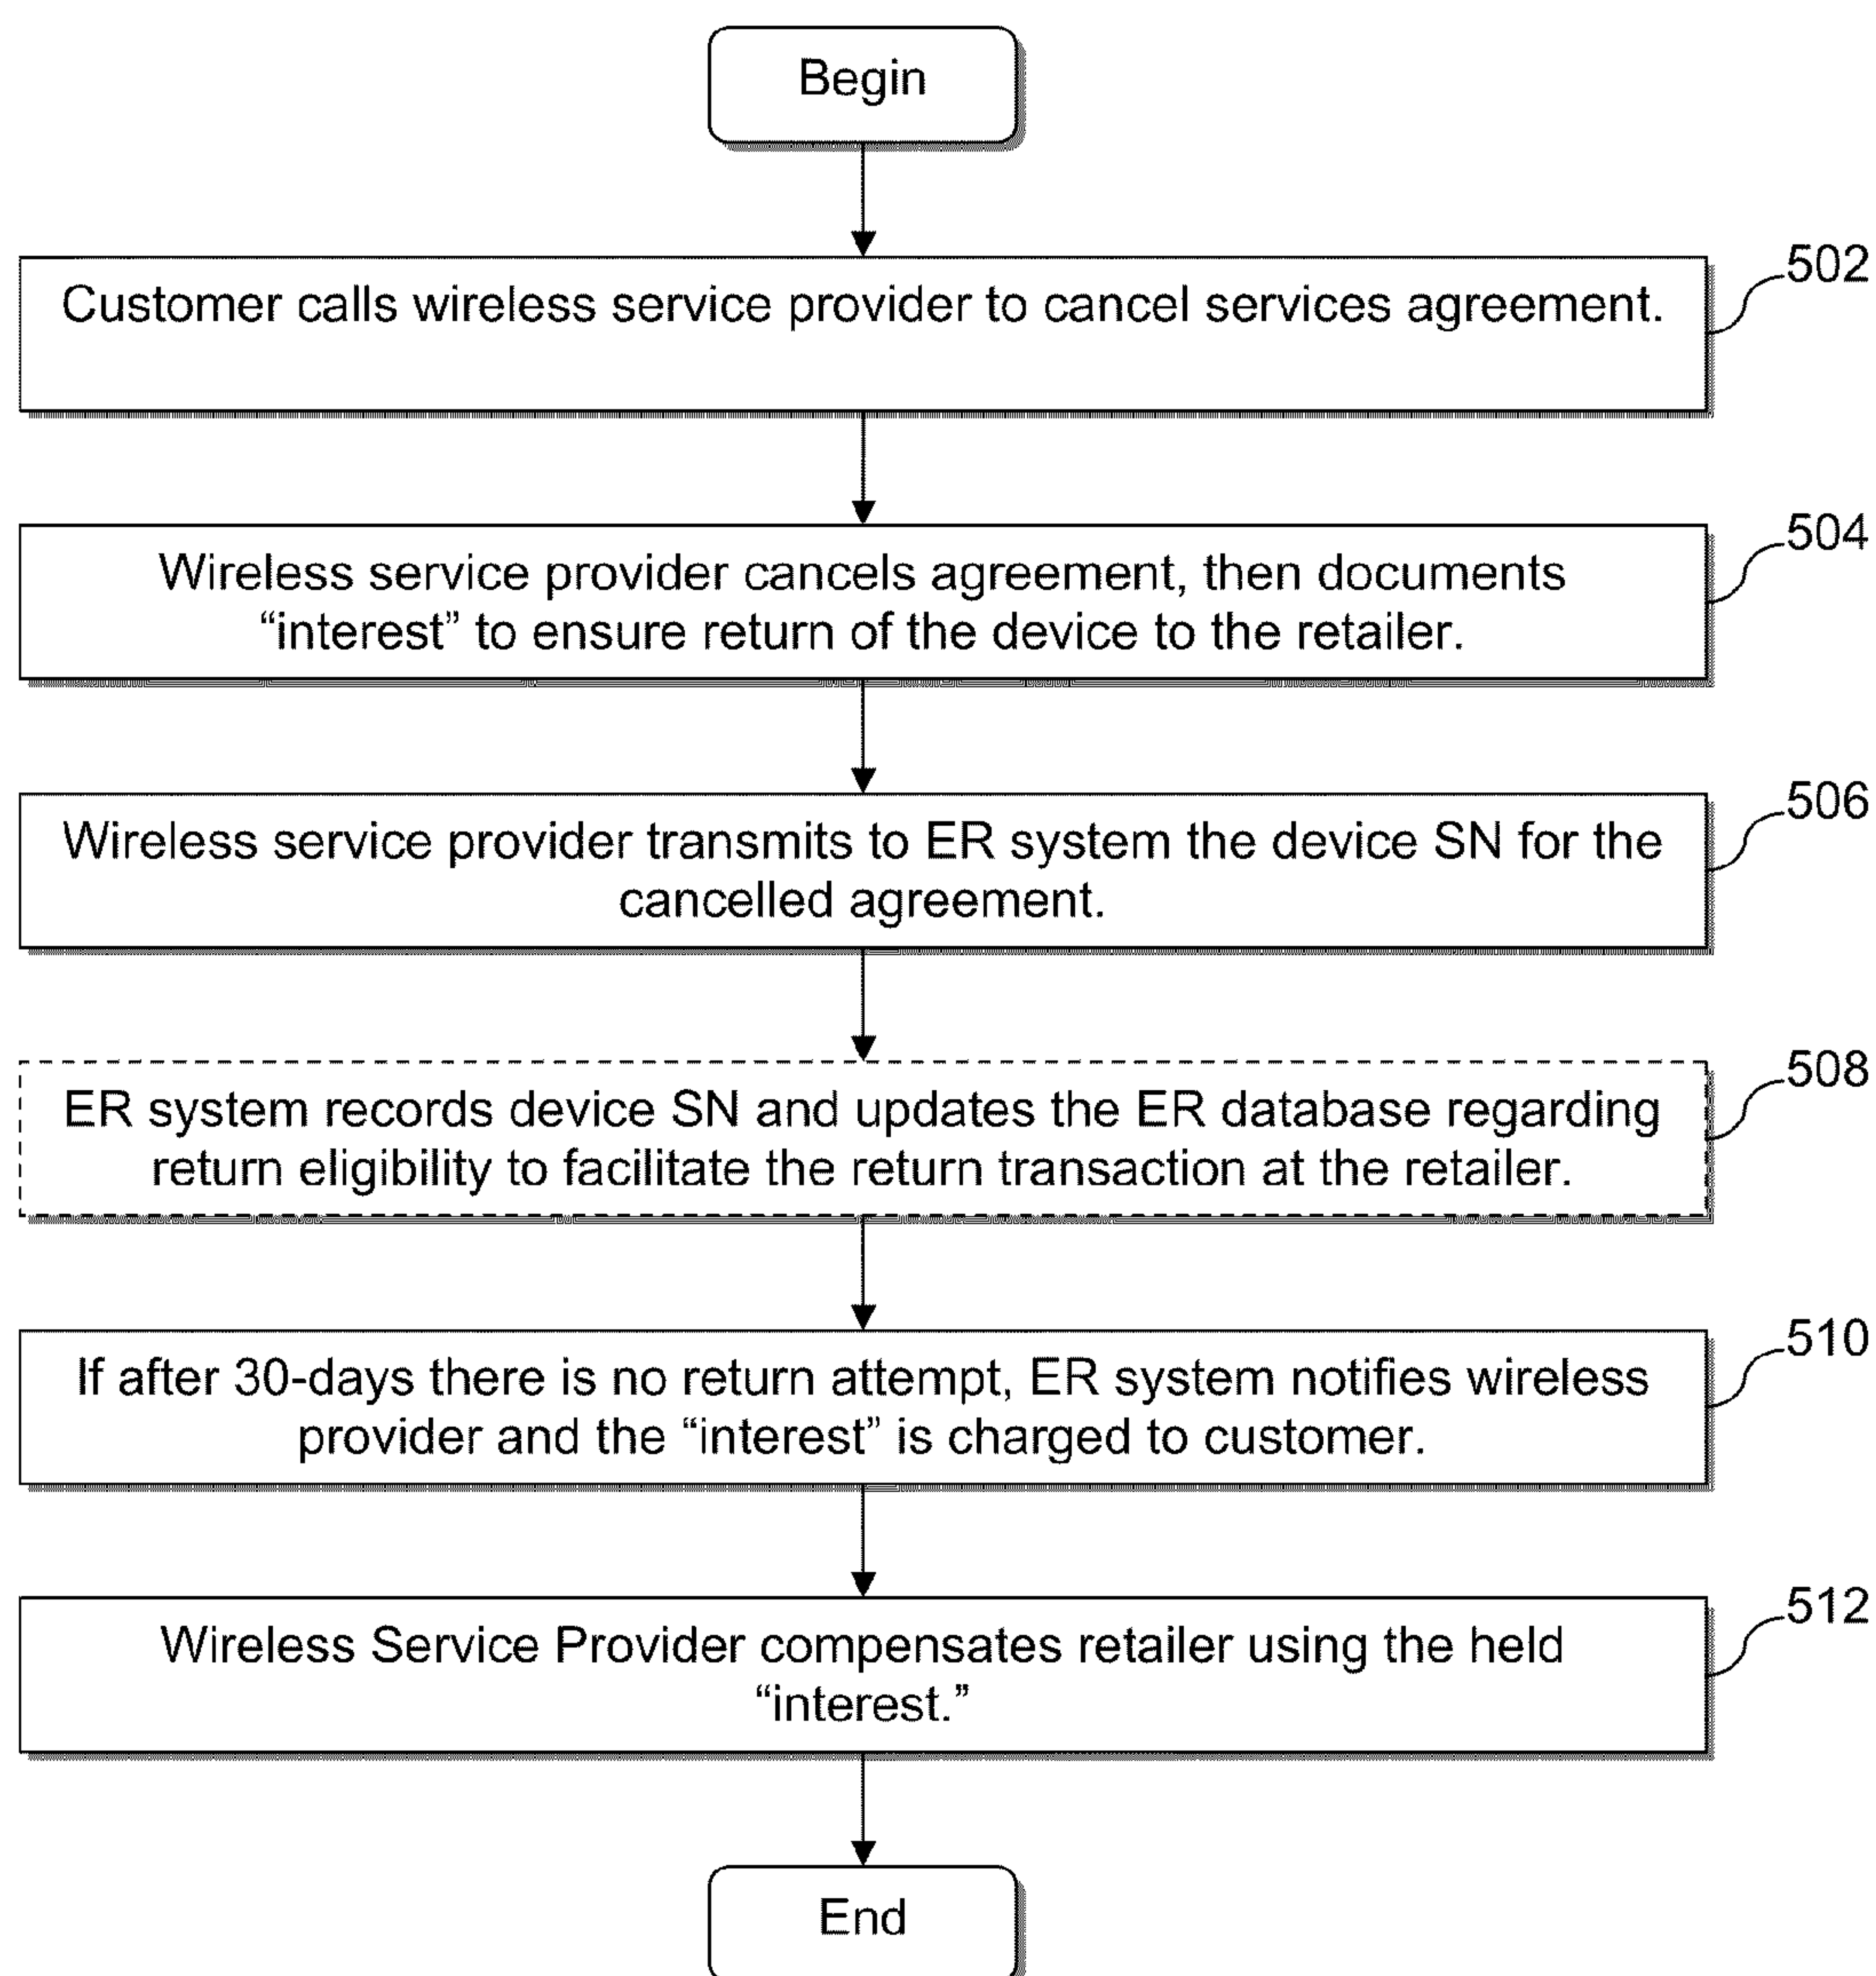 Begin
Customer calls wireless service provider to cancel services agreement.
502
Wireless service provider cancels agreement, then documents
“interest” to ensure return of the device to the retailer.
504
Wireless service provider transmits to ER system the device SN for the
cancelled agreement.
506
ER system records device SN and updates the ER database regarding
return eligibility to facilitate the return transaction at the retailer.
508
If after 30-days there is no return attempt, ER system notifies wireless
provider and the “interest” is charged to customer.
510
Wireless Service Provider compensates retailer using the held
“interest.”
512
End